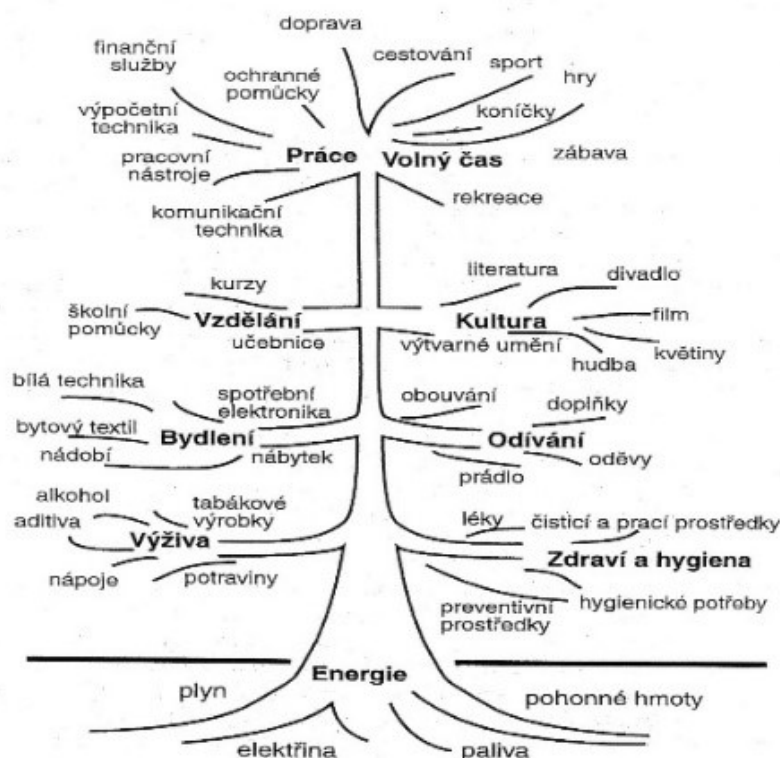 doprava
finanční
služby
cestování
sport
ochranné
pomůcky
hry
výpočetní
technika
koníčky
Práce
Volný čas
zábava
pracovní
nástroje
rekreace
komunikační
technika
literatura
divadlo
kurzy
školní
pomůcky
Vzdělání
Kultura
film
učebnice
výtvarné umění
hudba
květiny
bílá technika
spotřební
elektronika
obouvání
doplňky
bytový textil
Bydlení
Odívání
nádobí
nábytek
oděvy
prádlo
alkohol
tabákové
výrobky
aditiva
léky
čisticí a prací prostředky
Výživa
Zdraví a hygiena
nápoje
potraviny
preventivní
prostředky
hygienické potřeby
Energie
plyn
pohonné hmoty
elektřina
paliva